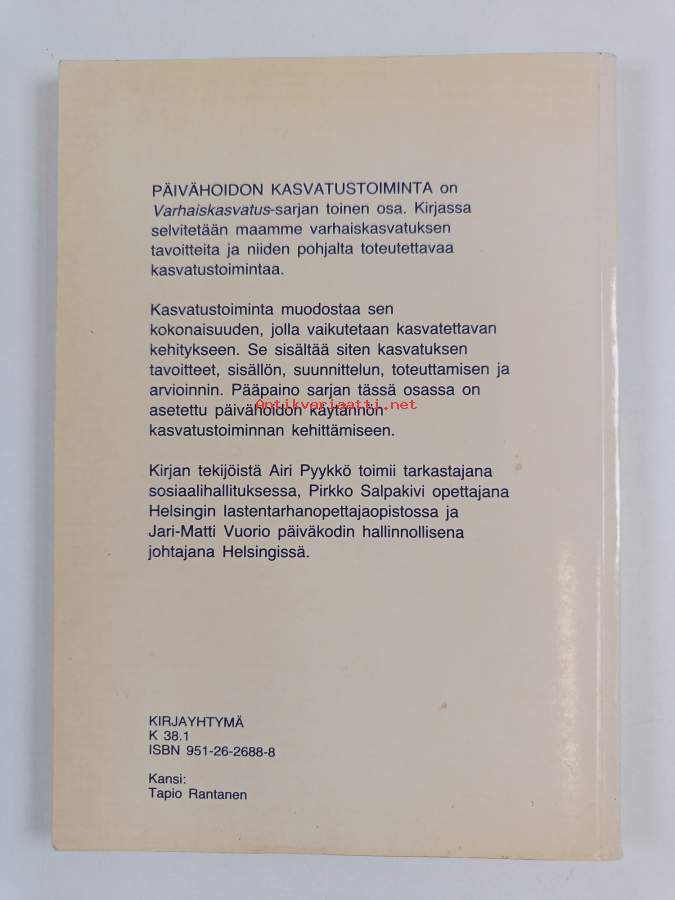 PÄIVÄHOIDON KASVATUSTOIMINTA on
Varhaiskasvatus-sarjan toinen osa. Kirjassa
selvitetään maamme varhaiskasvatuksen
tavoitteita ja niiden pohjalta toteutettavaa
kasvatustoimintaa.
Kasvatustoiminta muodostaa sen
kokonaisuuden, jolla vaikutetaan kasvatettavan
kehitykseen. Se sisältää siten kasvatuksen
tavoitteet, sisällön, suunnittelun, toteuttamisen ja
arvioinnin. Pääpaino sarjan tässä osassa on
Antikvariaatti.net
asetettu päivähoidon käytännön
kasvatustoiminnan kehittämiseen.
Kirjan tekijöistä Airi Pyykkö toimii tarkastajana
sosiaalihallituksessa, Pirkko Salpakivi opettajana
Helsingin lastentarhanopettajaopistossa ja
Jari-Matti Vuorio päiväkodin hallinnollisena
johtajana Helsingissä.
KIRJAYHTYMÄ
K 38.1
ISBN 951-26-2688-8
Kansi:
Tapio Rantanen